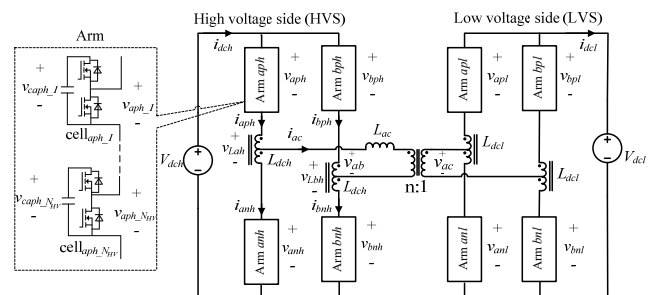 High voltage side (HVS)
Low voltage side (LVS)
Arm
i_dch
i_dcl
+ v_caph_1 -
+ v_aph_1 -
cell_aph_1
+ v_caph_N_HV -
+ v_aph_N_HV -
cell_aph_N_HV
V_dch
Arm aph
+ v_aph -
Arm bph
+ v_bph -
Arm apl
+ v_apl -
Arm bpl
+ v_bpl -
i_aph
i_bph
i_ac
L_ac
+ v_Lah -
L_dch
+ v_ab -
+ v_ac -
L_dcl
+ v_Lbh -
L_dch
n:1
L_dcl
V_dcl
i_anh
i_bnh
Arm anh
+ v_anh -
Arm bnh
+ v_bnh -
Arm anl
+ v_anl -
Arm bnl
+ v_bnl -